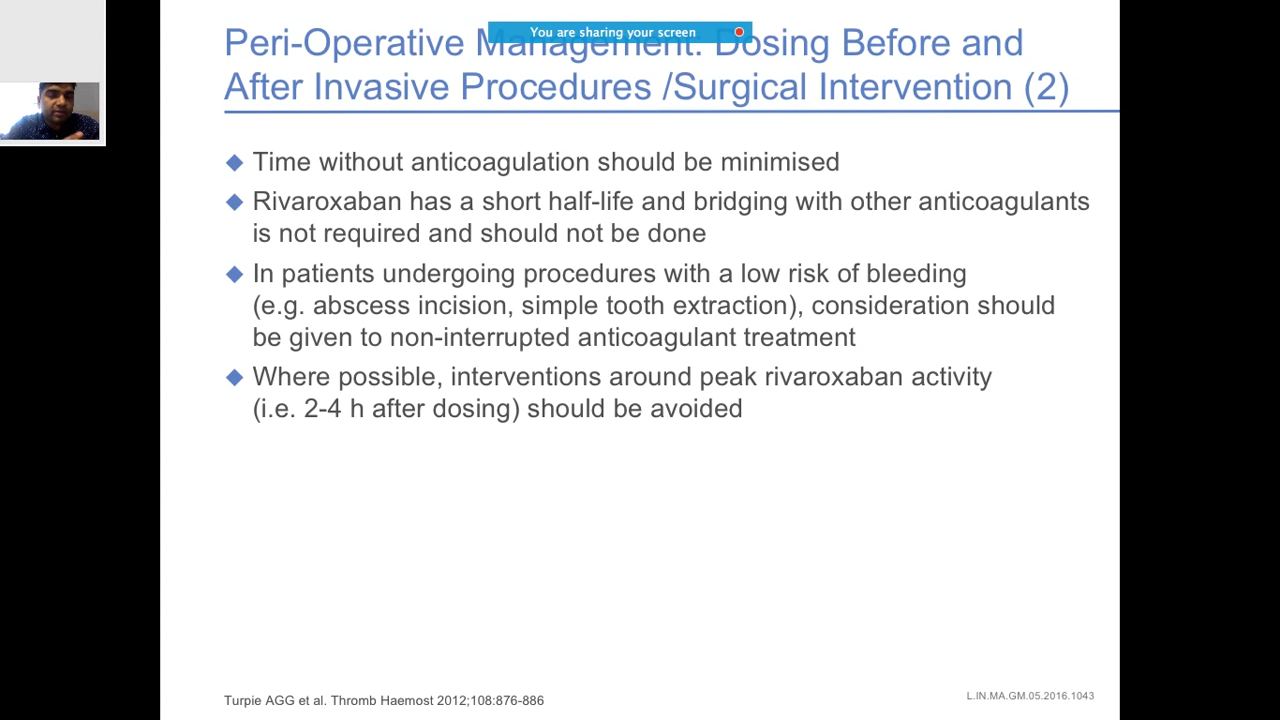 You are sharing your screen
Peri-Operative Management: Dosing Before and
After Invasive Procedures /Surgical Intervention (2)
◆ Time without anticoagulation should be minimised
◆ Rivaroxaban has a short half-life and bridging with other anticoagulants
is not required and should not be done
◆ In patients undergoing procedures with a low risk of bleeding
(e.g. abscess incision, simple tooth extraction), consideration should
be given to non-interrupted anticoagulant treatment
◆ Where possible, interventions around peak rivaroxaban activity
(i.e. 2-4 h after dosing) should be avoided
Turpie AGG et al. Thromb Haemost 2012;108:876-886
L.IN.MA.GM.05.2016.1043